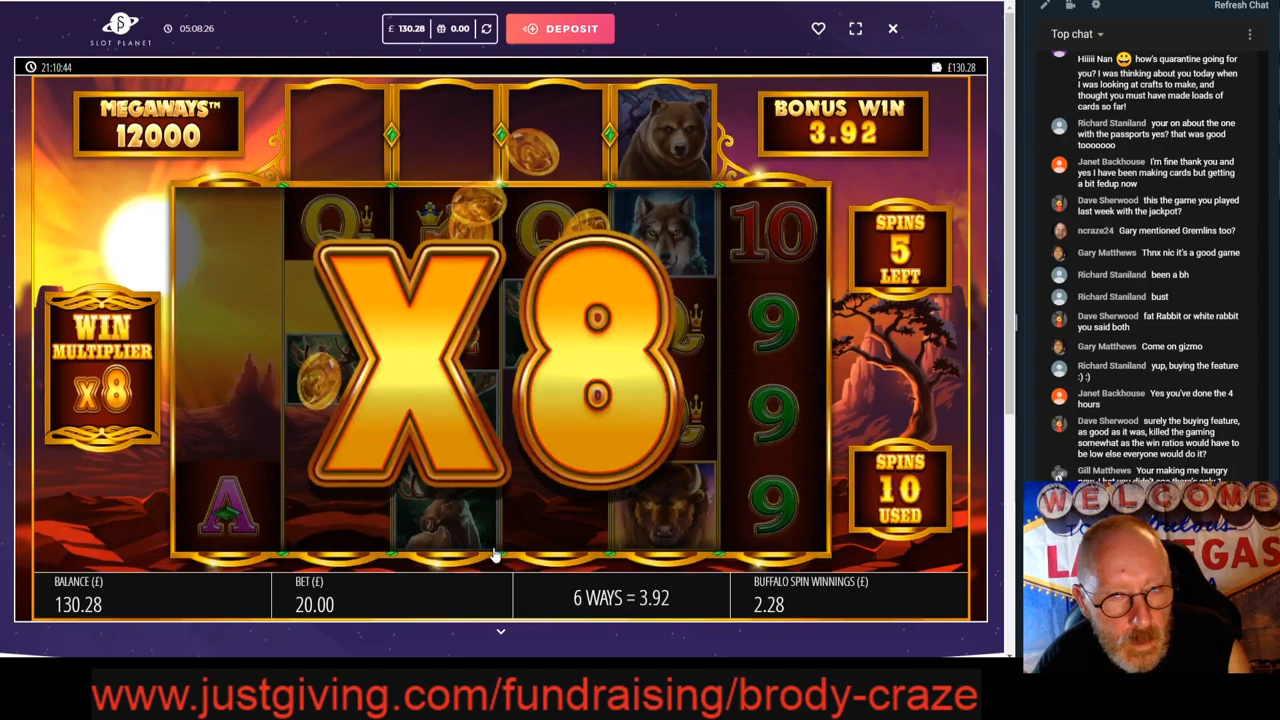 SLOT PLANET
05:08:26
£ 130.28
0.00
DEPOSIT
21:10:44
£130.28
MEGAWAYS™
12000
BONUS WIN
3.92
WIN
MULTIPLIER
x8
Q
Q
10
9
9
9
A
X8
SPINS
5
LEFT
SPINS
10
USED
BALANCE (£)
130.28
BET (£)
20.00
6 WAYS = 3.92
BUFFALO SPIN WINNINGS (£)
2.28
Refresh Chat
Top chat
Hiiiii Nan 😀 how's quarantine going for
you? I was thinking about you today when
I was looking at crafts to make, and
thought you must have made loads of
cards so far!
Richard Staniland your on about the one
with the passports yes? that was good
tooooooo
Janet Backhouse I'm fine thank you and
yes I have been making cards but getting
a bit fedup now
Dave Sherwood this the game you played
last week with the jackpot?
ncraze24 Gary mentioned Gremlins too?
Gary Matthews Thnx nic it's a good game
Richard Staniland been a bh
Richard Staniland bust
Dave Sherwood fat Rabbit or white rabbit
you said both
Gary Matthews Come on gizmo
Richard Staniland yup, buying the feature
:) :)
Janet Backhouse Yes you've done the 4
hours
Dave Sherwood surely the buying feature,
as good as it was, killed the gaming
somewhat as the win ratios would have to
be low else everyone would do it?
Gill Matthews Your making me hungry
WELCOME
www.justgiving.com/fundraising/brody-craze